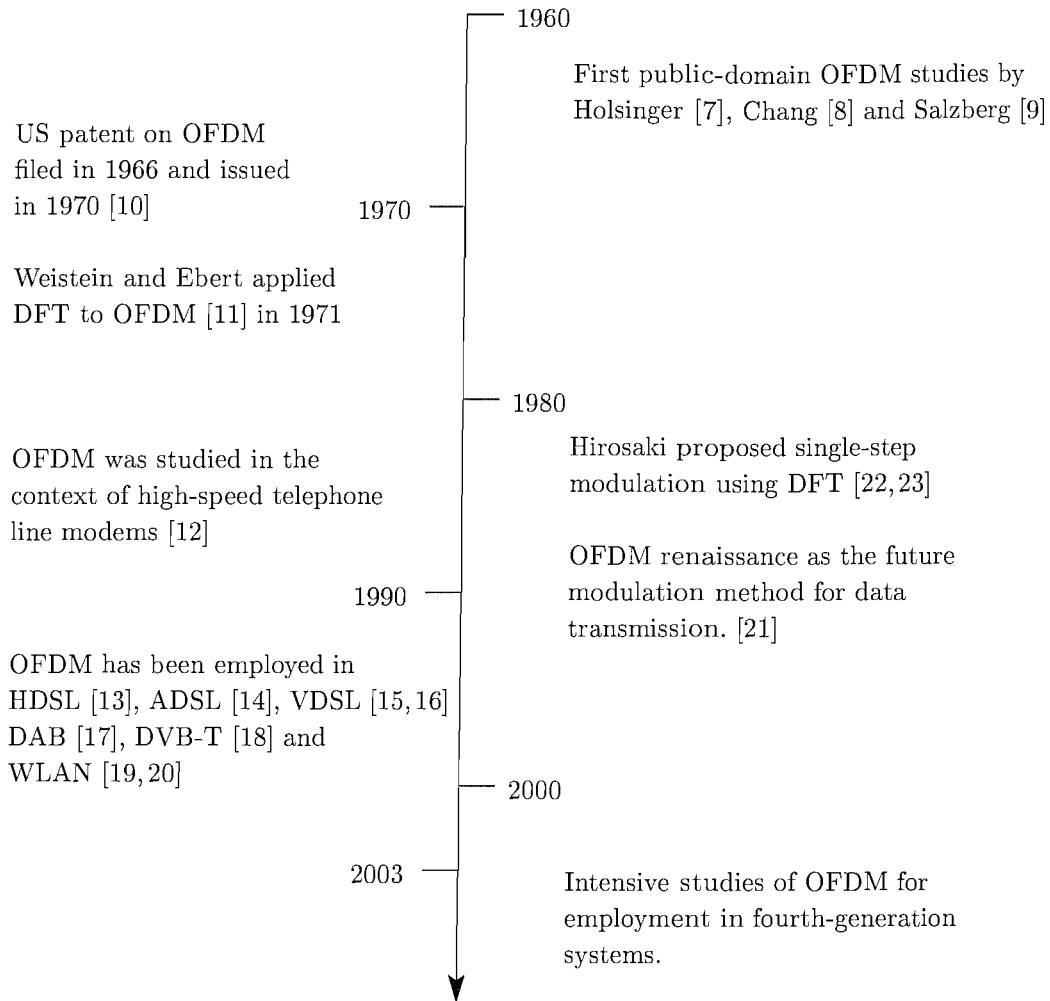 1960
First public-domain OFDM studies by
Holsinger [7], Chang [8] and Salzberg [9]
US patent on OFDM
filed in 1966 and issued
in 1970 [10]
1970
Weistein and Ebert applied
DFT to OFDM [11] in 1971
1980
Hirosaki proposed single-step
modulation using DFT [22,23]
OFDM was studied in the
context of high-speed telephone
line modems [12]
OFDM renaissance as the future
modulation method for data
transmission. [21]
1990
OFDM has been employed in
HDSL [13], ADSL [14], VDSL [15,16]
DAB [17], DVB-T [18] and
WLAN [19,20]
2000
2003
Intensive studies of OFDM for
employment in fourth-generation
systems.